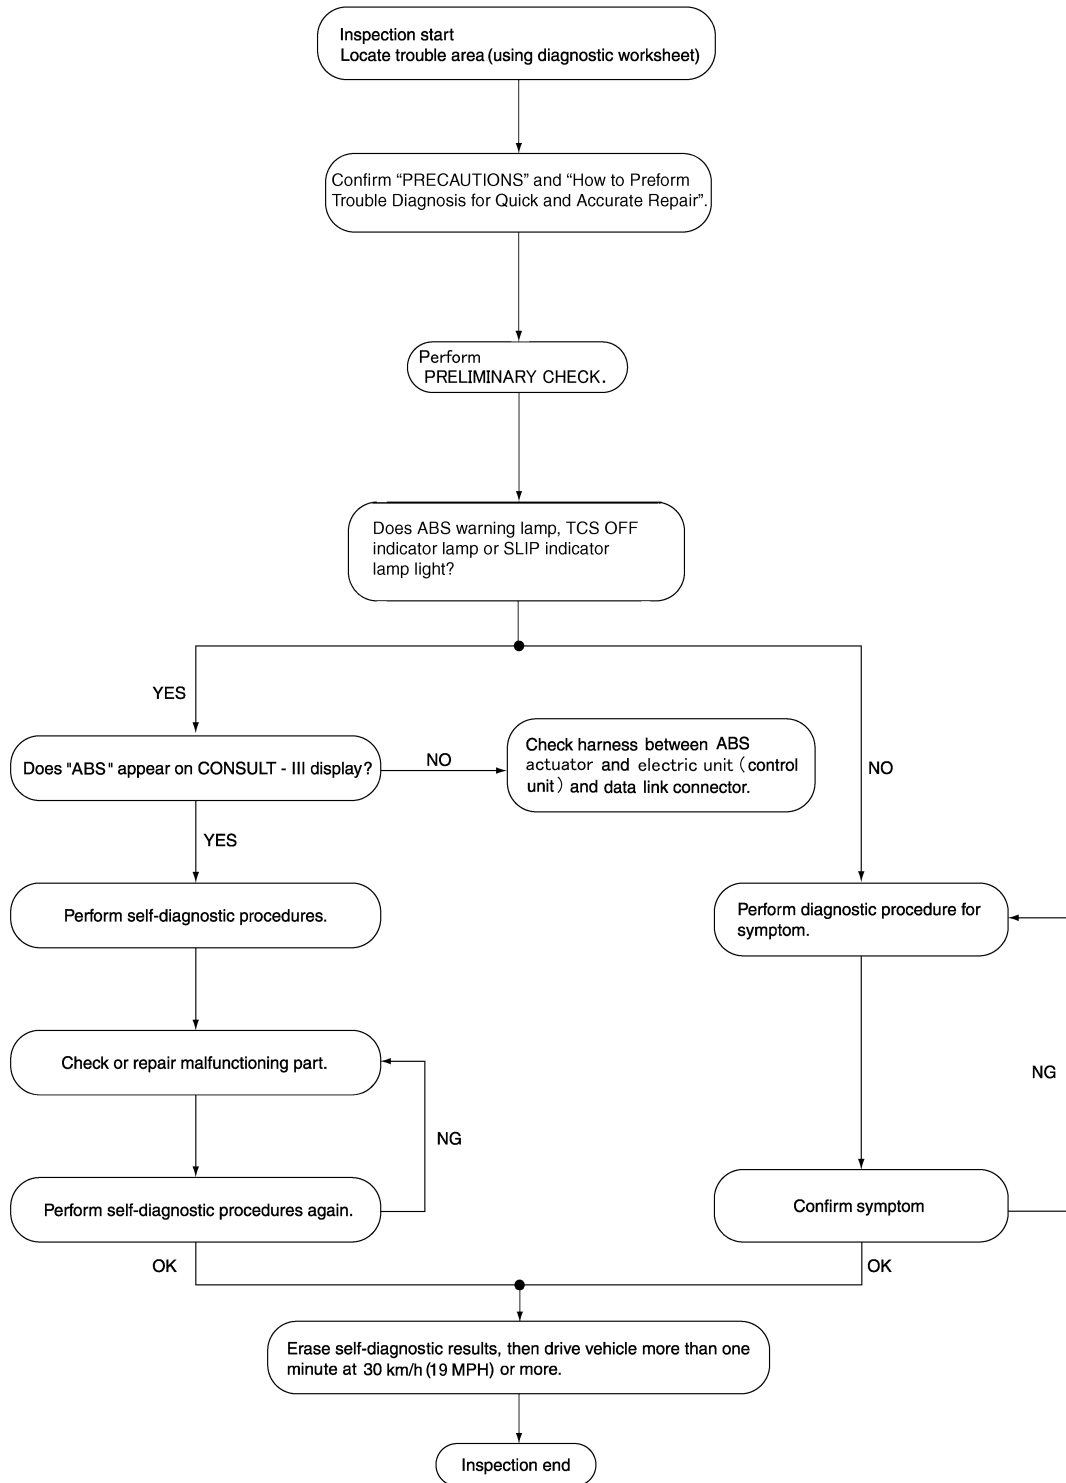 Inspection start
Locate trouble area (using diagnostic worksheet)
Confirm “PRECAUTIONS” and “How to Preform
Trouble Diagnosis for Quick and Accurate Repair”.
Perform
PRELIMINARY CHECK.
Does ABS warning lamp, TCS OFF
indicator lamp or SLIP indicator
lamp light?
YES
Does "ABS" appear on CONSULT - III display?
NO
Check harness between ABS
actuator and electric unit (control
unit) and data link connector.
NO
YES
Perform self-diagnostic procedures.
Perform diagnostic procedure for
symptom.
Check or repair malfunctioning part.
NG
NG
Perform self-diagnostic procedures again.
Confirm symptom
OK
OK
Erase self-diagnostic results, then drive vehicle more than one
minute at 30 km/h (19 MPH) or more.
Inspection end